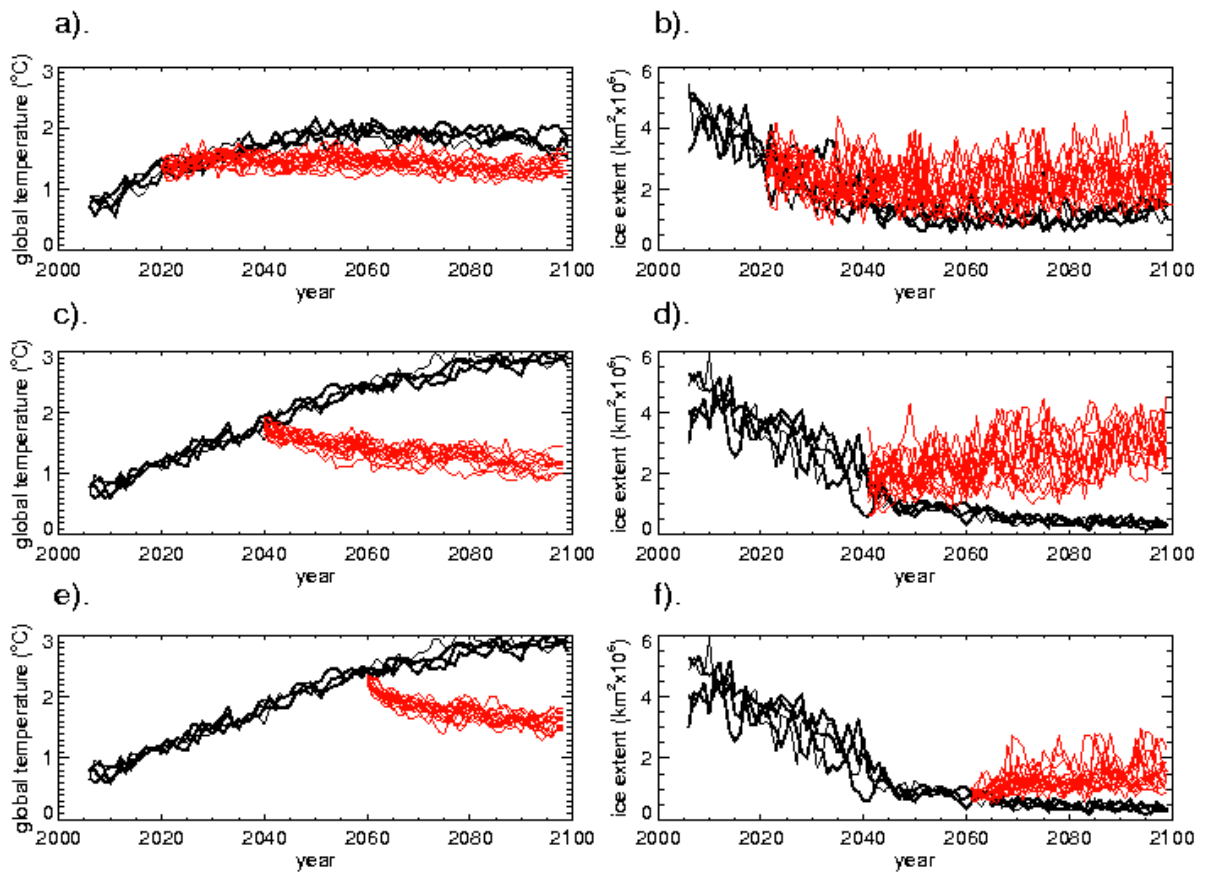 a).
global temperature (°C)
3
2
1
0
2000 2020 2040 2060 2080 2100
year
b).
ice extent (km²x10⁶)
6
4
2
0
2000 2020 2040 2060 2080 2100
year
c).
global temperature (°C)
3
2
1
0
2000 2020 2040 2060 2080 2100
year
d).
ice extent (km²x10⁶)
6
4
2
0
2000 2020 2040 2060 2080 2100
year
e).
global temperature (°C)
3
2
1
0
2000 2020 2040 2060 2080 2100
year
f).
ice extent (km²x10⁶)
6
4
2
0
2000 2020 2040 2060 2080 2100
year